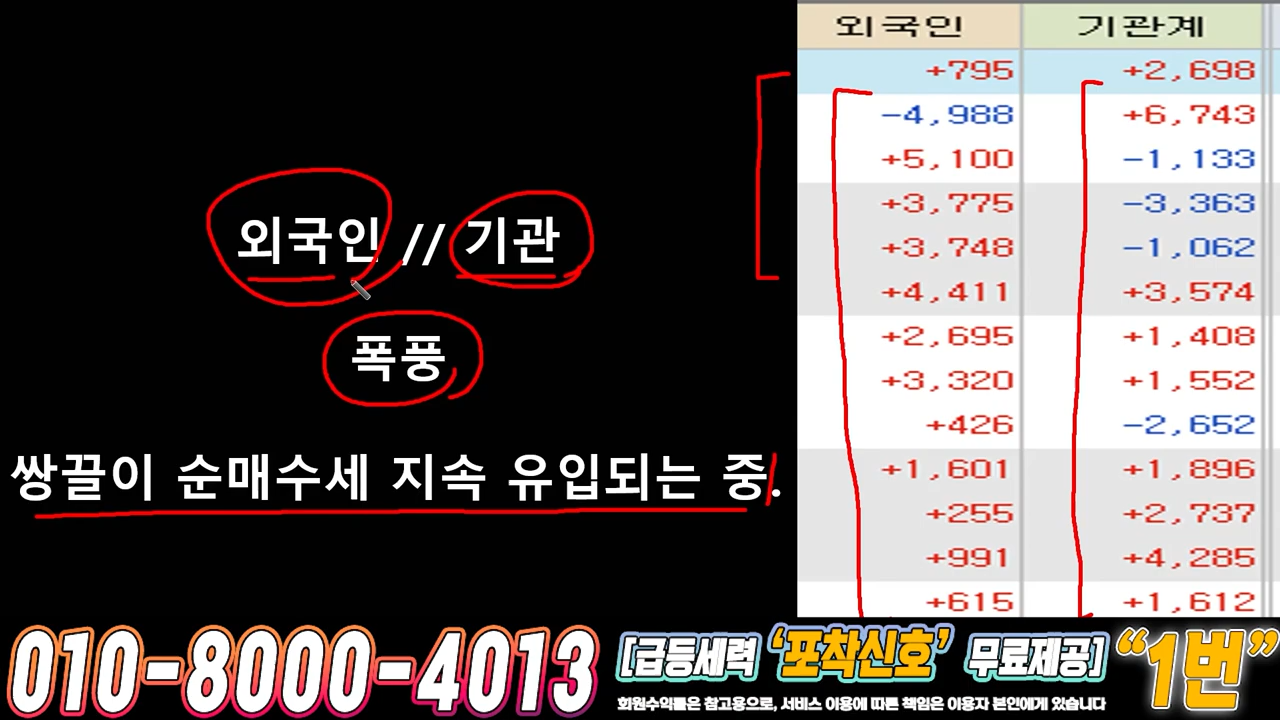 외국인 기관계
+795 +2,698
-4,988 +6,743
+5,100 -1,133
+3,775 -3,363
+3,748 -1,062
+4,411 +3,574
+2,695 +1,408
+3,320 +1,552
+426 -2,652
+1,601 +1,896
+255 +2,737
+991 +4,285
+615 +1,612
외국인 // 기관
폭풍
쌍끌이 순매수세 지속 유입되는 중.
010-8000-4013
[급등세력 '포착신호' 무료제공] "1번"
회원수익률은 참고용으로, 서비스 이용에 따른 책임은 이용자 본인에게 있습니다